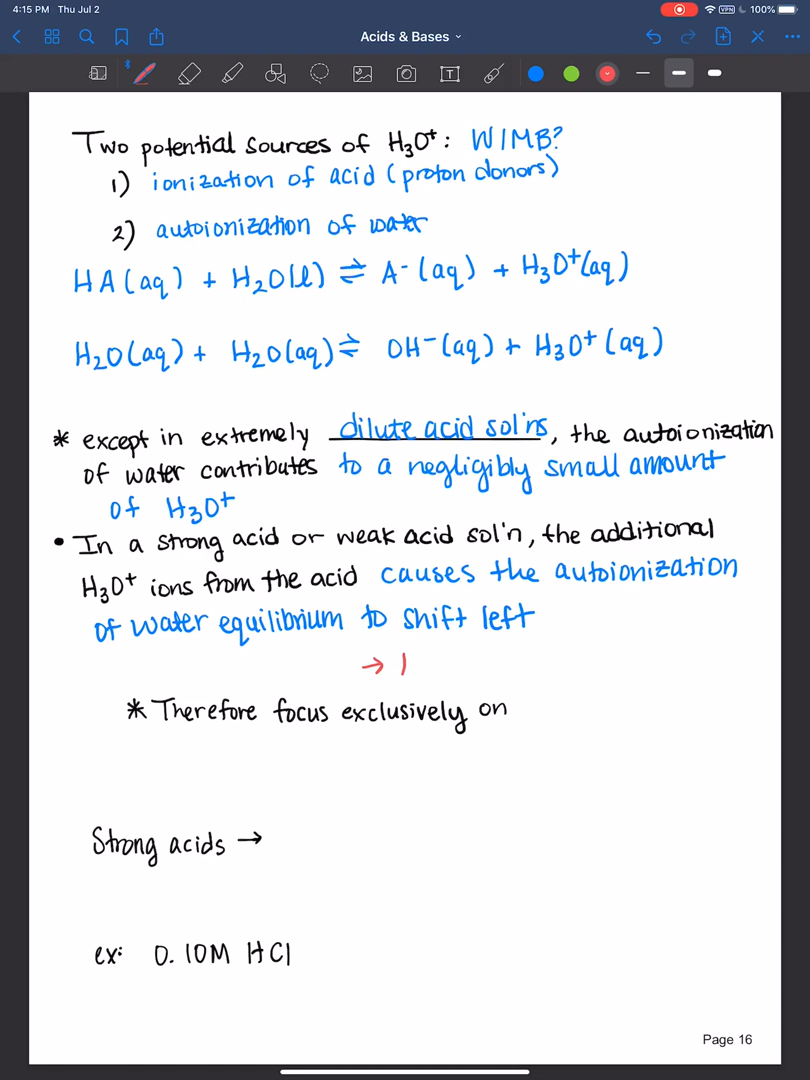 4:15 PM Thu Jul 2
VPN 100%
Acids & Bases
Two potential sources of H₃O⁺: WIMB?
1) ionization of acid (proton donors)
2) autoionization of water
HA(aq) + H₂O(l) ⇌ A⁻(aq) + H₃O⁺(aq)
H₂O(aq) + H₂O(aq) ⇌ OH⁻(aq) + H₃O⁺(aq)
* except in extremely dilute acid sol'ns, the autoionization
of water contributes to a negligibly small amount
of H₃O⁺
• In a strong acid or weak acid sol'n, the additional
H₃O⁺ ions from the acid causes the autoionization
of water equilibrium to shift left
→ I
* Therefore focus exclusively on
Strong acids →
ex: 0.10M HCl
Page 16